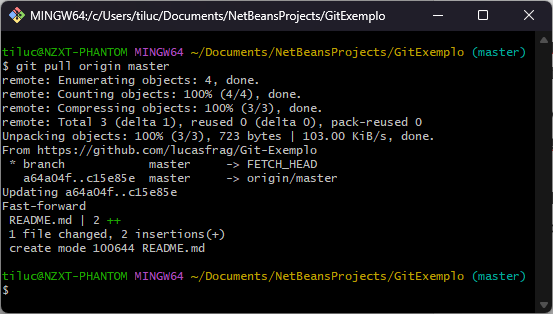 MINGW64:/c/Users/tiluc/Documents/NetBeansProjects/GitExemplo
tiluc@NZXT-PHANTOM MINGW64 ~/Documents/NetBeansProjects/GitExemplo (master)
$ git pull origin master
remote: Enumerating objects: 4, done.
remote: Counting objects: 100% (4/4), done.
remote: Compressing objects: 100% (3/3), done.
remote: Total 3 (delta 1), reused 0 (delta 0), pack-reused 0
Unpacking objects: 100% (3/3), 723 bytes | 103.00 KiB/s, done.
From https://github.com/lucasfrag/Git-Exemplo
 * branch            master     -> FETCH_HEAD
   a64a04f..c15e85e  master     -> origin/master
Updating a64a04f..c15e85e
Fast-forward
 README.md | 2 ++
 1 file changed, 2 insertions(+)
 create mode 100644 README.md
tiluc@NZXT-PHANTOM MINGW64 ~/Documents/NetBeansProjects/GitExemplo (master)
$